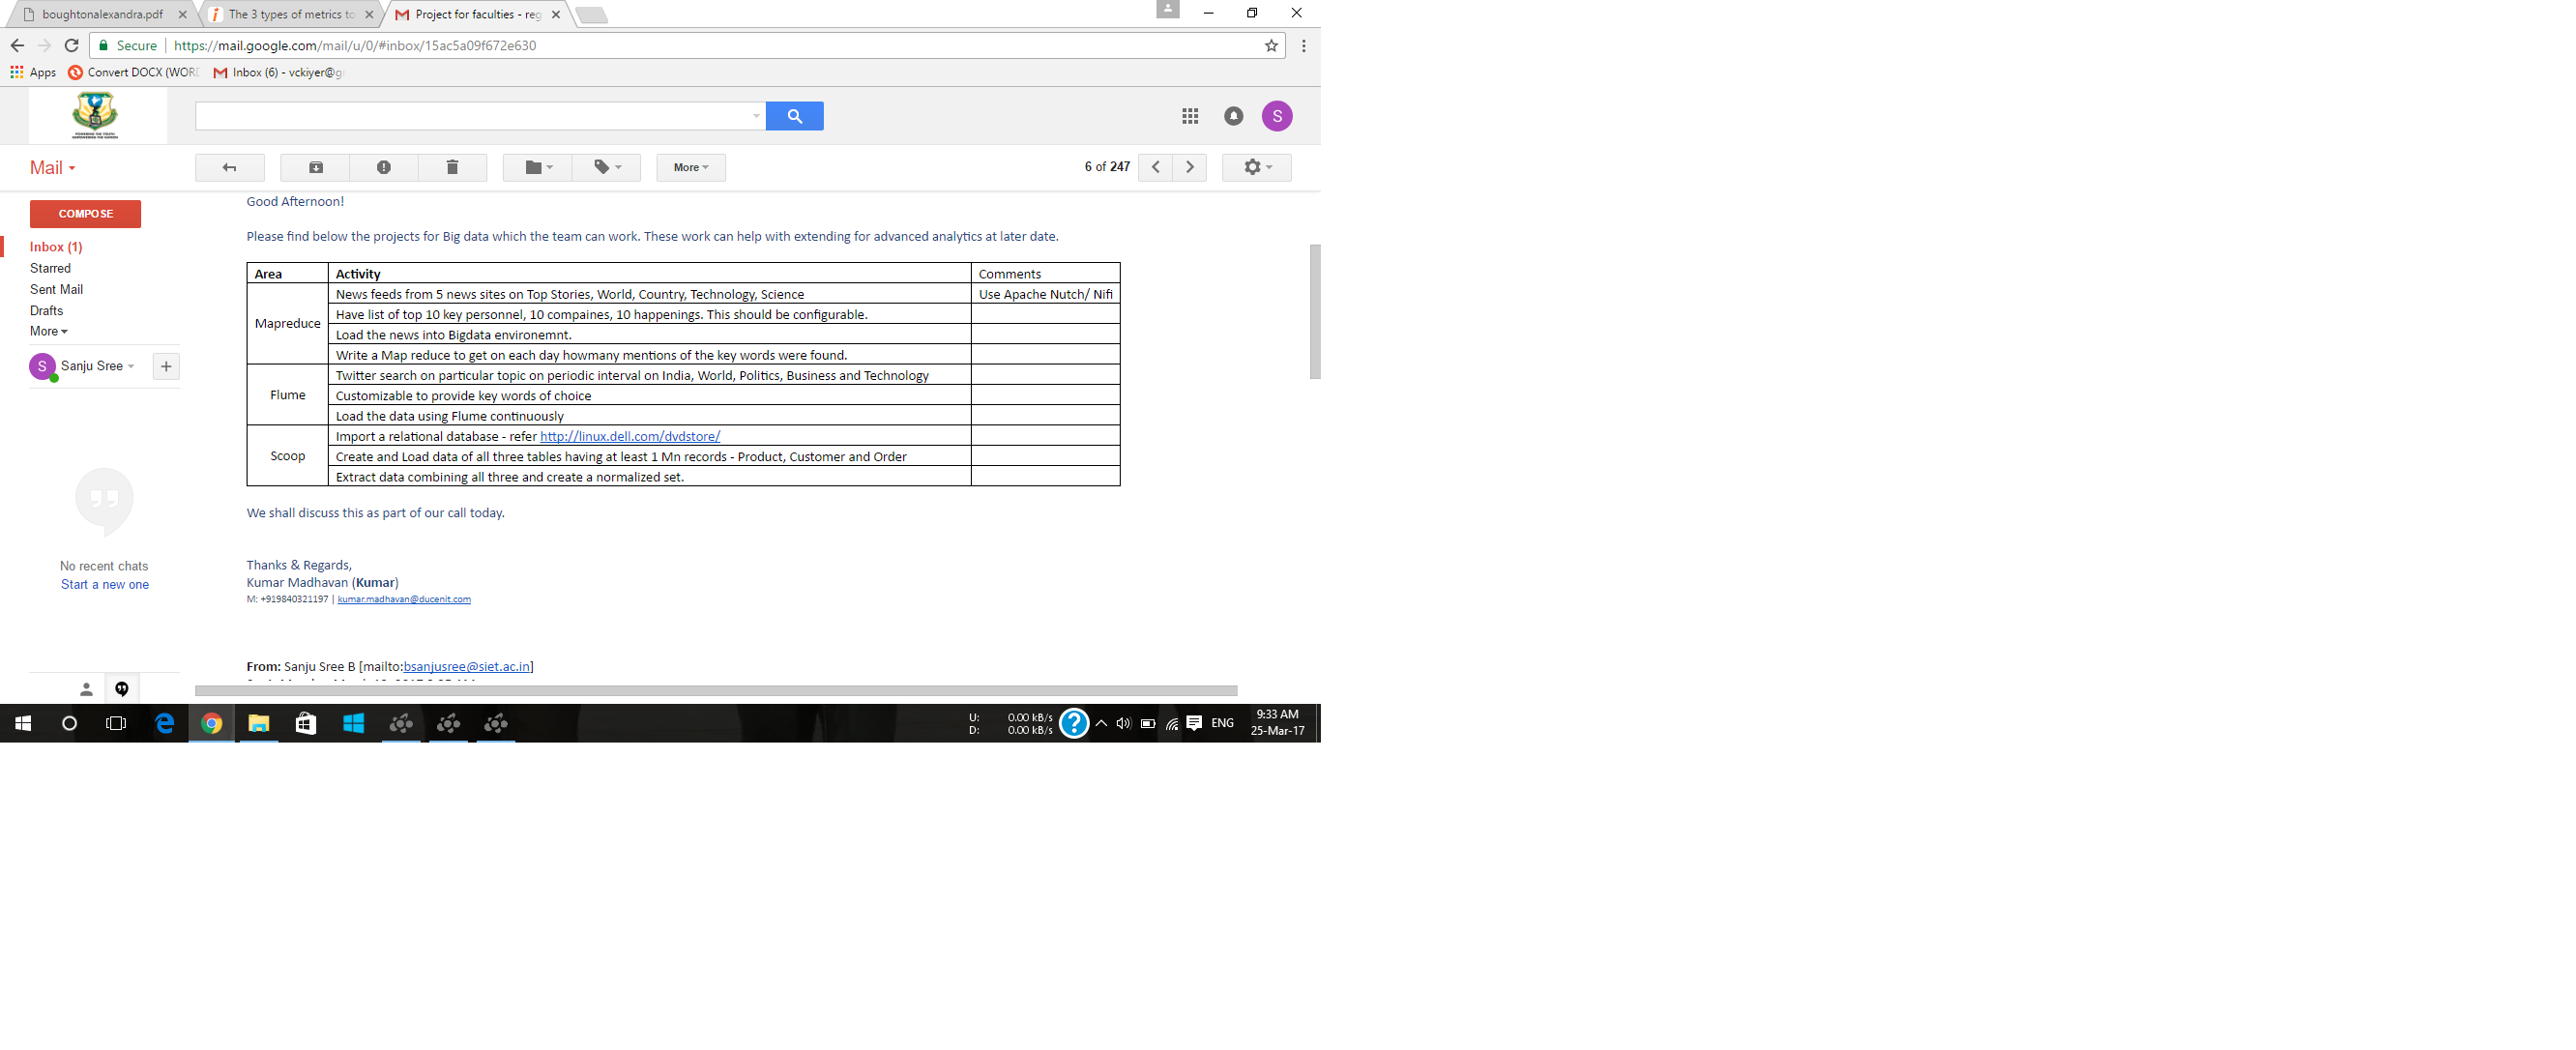 boughtonalexandra.pdf
The 3 types of metrics to
Project for faculties - reg
Secure
https://mail.google.com/mail/u/0/#inbox/15ac5a09f672e630
Apps
Convert DOCX (WORD
Inbox (6) - vckiyer@g
Mail
More
6 of 247
COMPOSE
Inbox (1)
Starred
Sent Mail
Drafts
More
S
S
Sanju Sree
+
No recent chats
Start a new one
Good Afternoon!
Please find below the projects for Big data which the team can work. These work can help with extending for advanced analytics at later date.
Area Activity Comments
Mapreduce
News feeds from 5 news sites on Top Stories, World, Country, Technology, Science Use Apache Nutch/ Nifi
Have list of top 10 key personnel, 10 compaines, 10 happenings. This should be configurable.
Load the news into Bigdata environemnt.
Write a Map reduce to get on each day howmany mentions of the key words were found.
Flume
Twitter search on particular topic on periodic interval on India, World, Politics, Business and Technology
Customizable to provide key words of choice
Load the data using Flume continuously
Scoop
Import a relational database - refer http://linux.dell.com/dvdstore/
Create and Load data of all three tables having at least 1 Mn records - Product, Customer and Order
Extract data combining all three and create a normalized set.
We shall discuss this as part of our call today.
Thanks & Regards,
Kumar Madhavan (Kumar)
M: +919840321197 | kumar.madhavan@ducenit.com
From: Sanju Sree B [mailto:bsanjusree@siet.ac.in]
U: 0.00 kB/s
D: 0.00 kB/s
ENG
9:33 AM
25-Mar-17